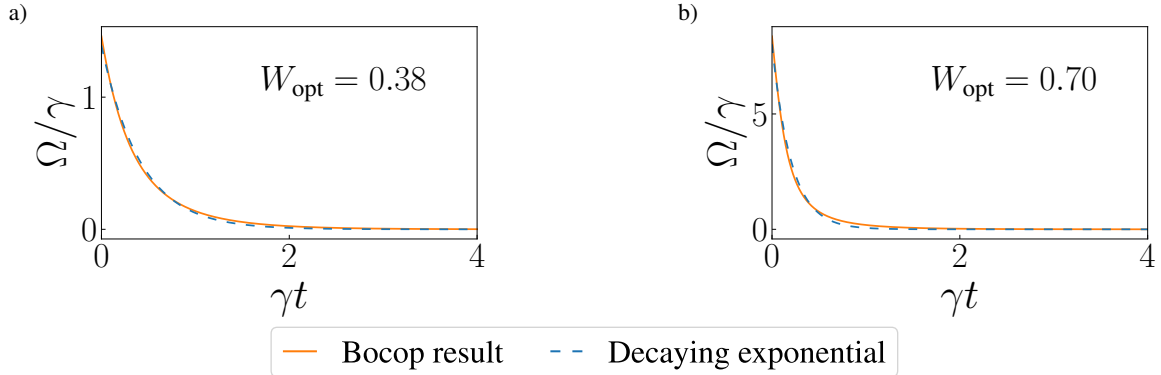 a)
Ω/γ
1
0
W_opt = 0.38
0 2 4
γt
b)
Ω/γ
5
0
W_opt = 0.70
0 2 4
γt
Bocop result
Decaying exponential